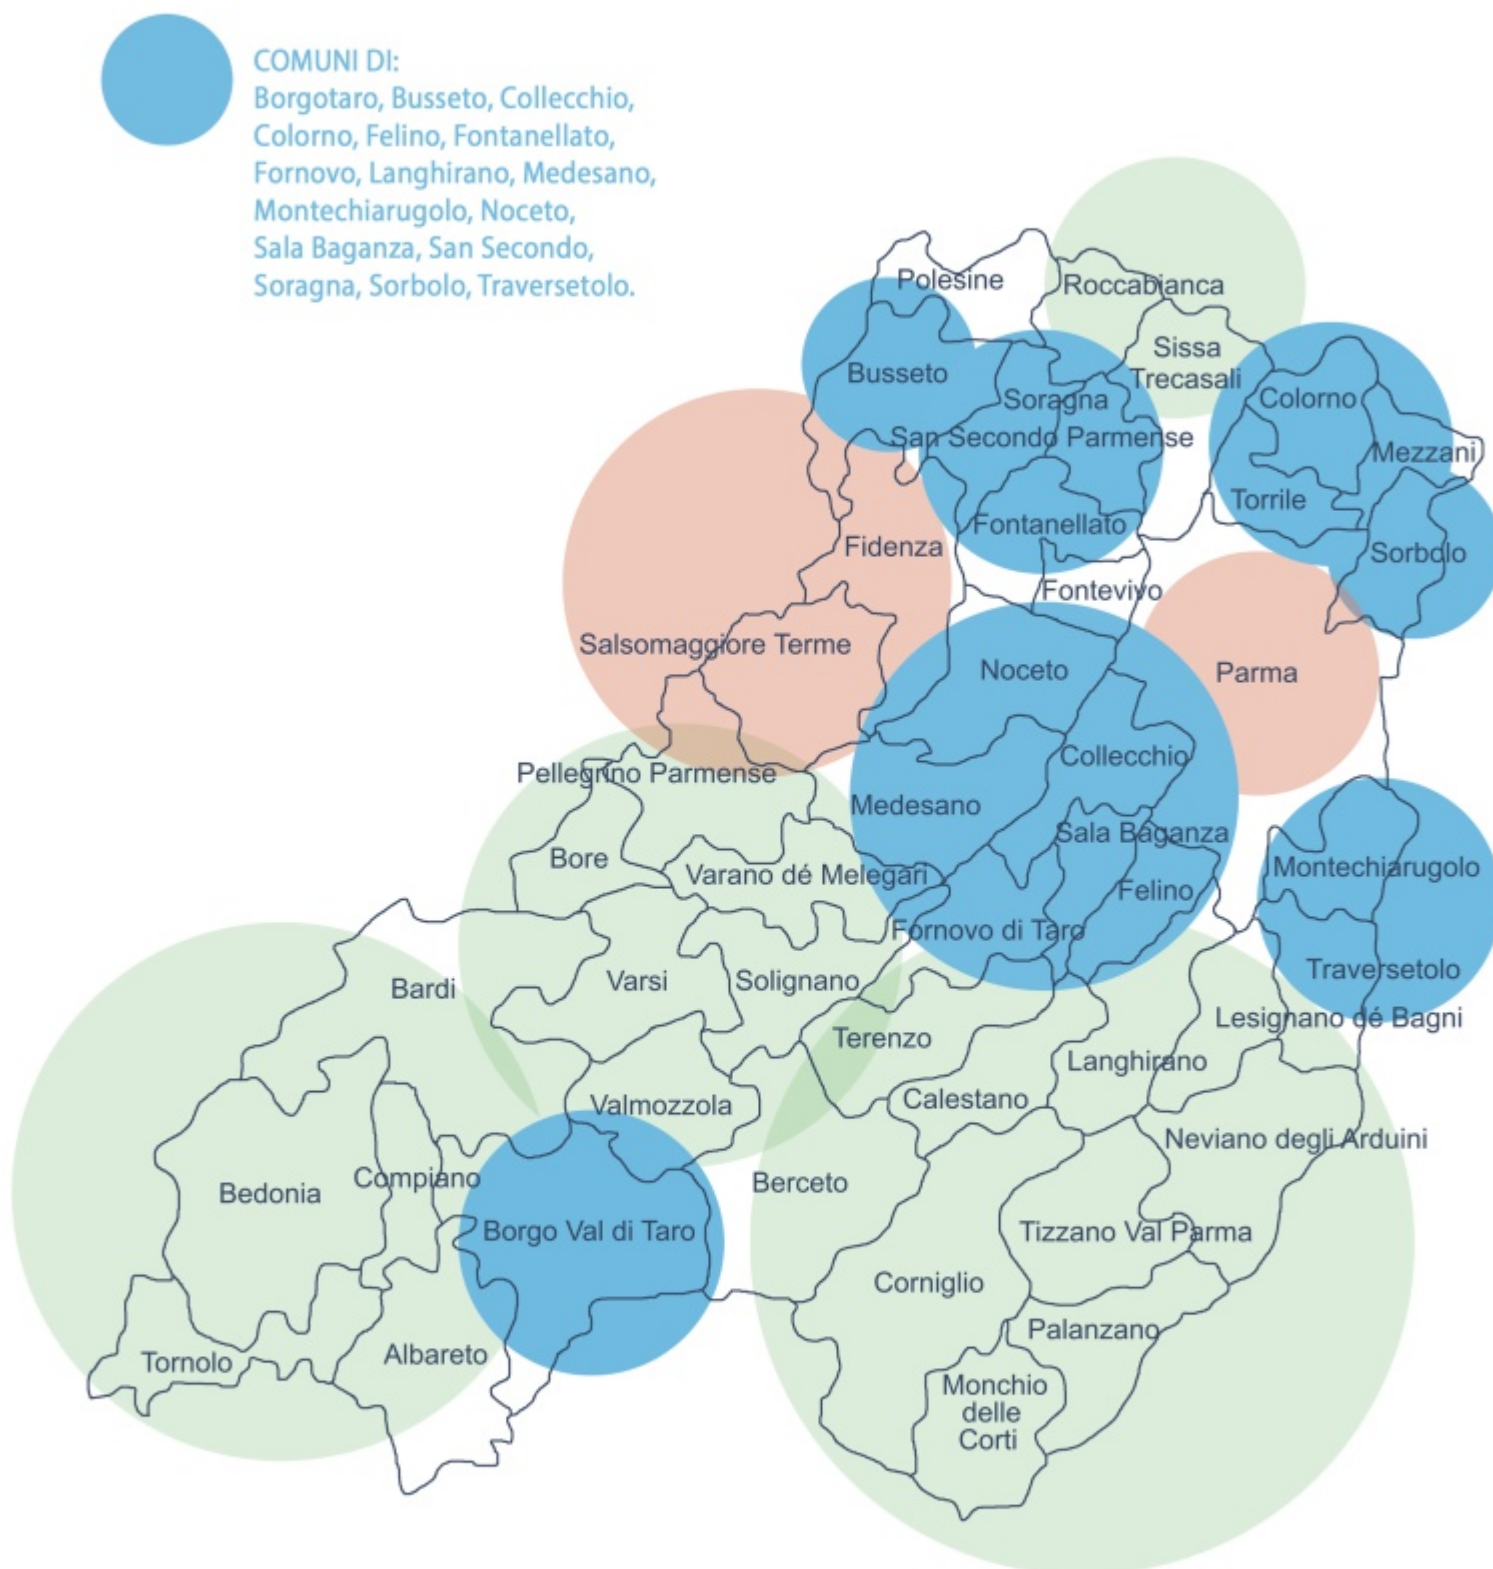 COMUNI DI:
Borgotaro, Busseto, Collecchio,
Colorno, Felino, Fontanellato,
Fornovo, Langhirano, Medesano,
Montechiarugolo, Noceto,
Sala Baganza, San Secondo,
Soragna, Sorbolo, Traversetolo.
Polesine
Roccabianca
Sissa
Trecasali
Busseto
Soragna
Colorno
San Secondo Parmense
Mezzani
Torrile
Fontanellato
Fidenza
Sorbolo
Fontevivo
Salsomaggiore Terme
Noceto
Parma
Collecchio
Pellegrino Parmense
Medesano
Sala Baganza
Bore
Varano dé Melegari
Montechiarugolo
Felino
Fornovo di Taro
Traversetolo
Bardi
Varsi
Solignano
Lesignano dé Bagni
Terenzo
Langhirano
Valmozzola
Calestano
Neviano degli Arduini
Compiano
Berceto
Bedonia
Borgo Val di Taro
Tizzano Val Parma
Corniglio
Palanzano
Albareto
Tornolo
Monchio
delle
Corti